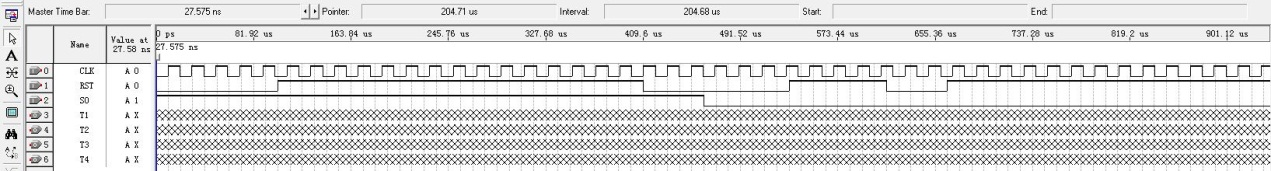 Master Time Bar: 27.575 ns Pointer: 204.71 us Interval: 204.68 us Start: End:
Name Value at 27.58 ns 0 ps 81.92 us 163.84 us 245.76 us 327.68 us 409.6 us 491.52 us 573.44 us 655.36 us 737.28 us 819.2 us 901.12 us
27.575 ns
0 CLK A 0
1 RST A 0
2 S0 A 1
3 T1 A X
4 T2 A X
5 T3 A X
6 T4 A X